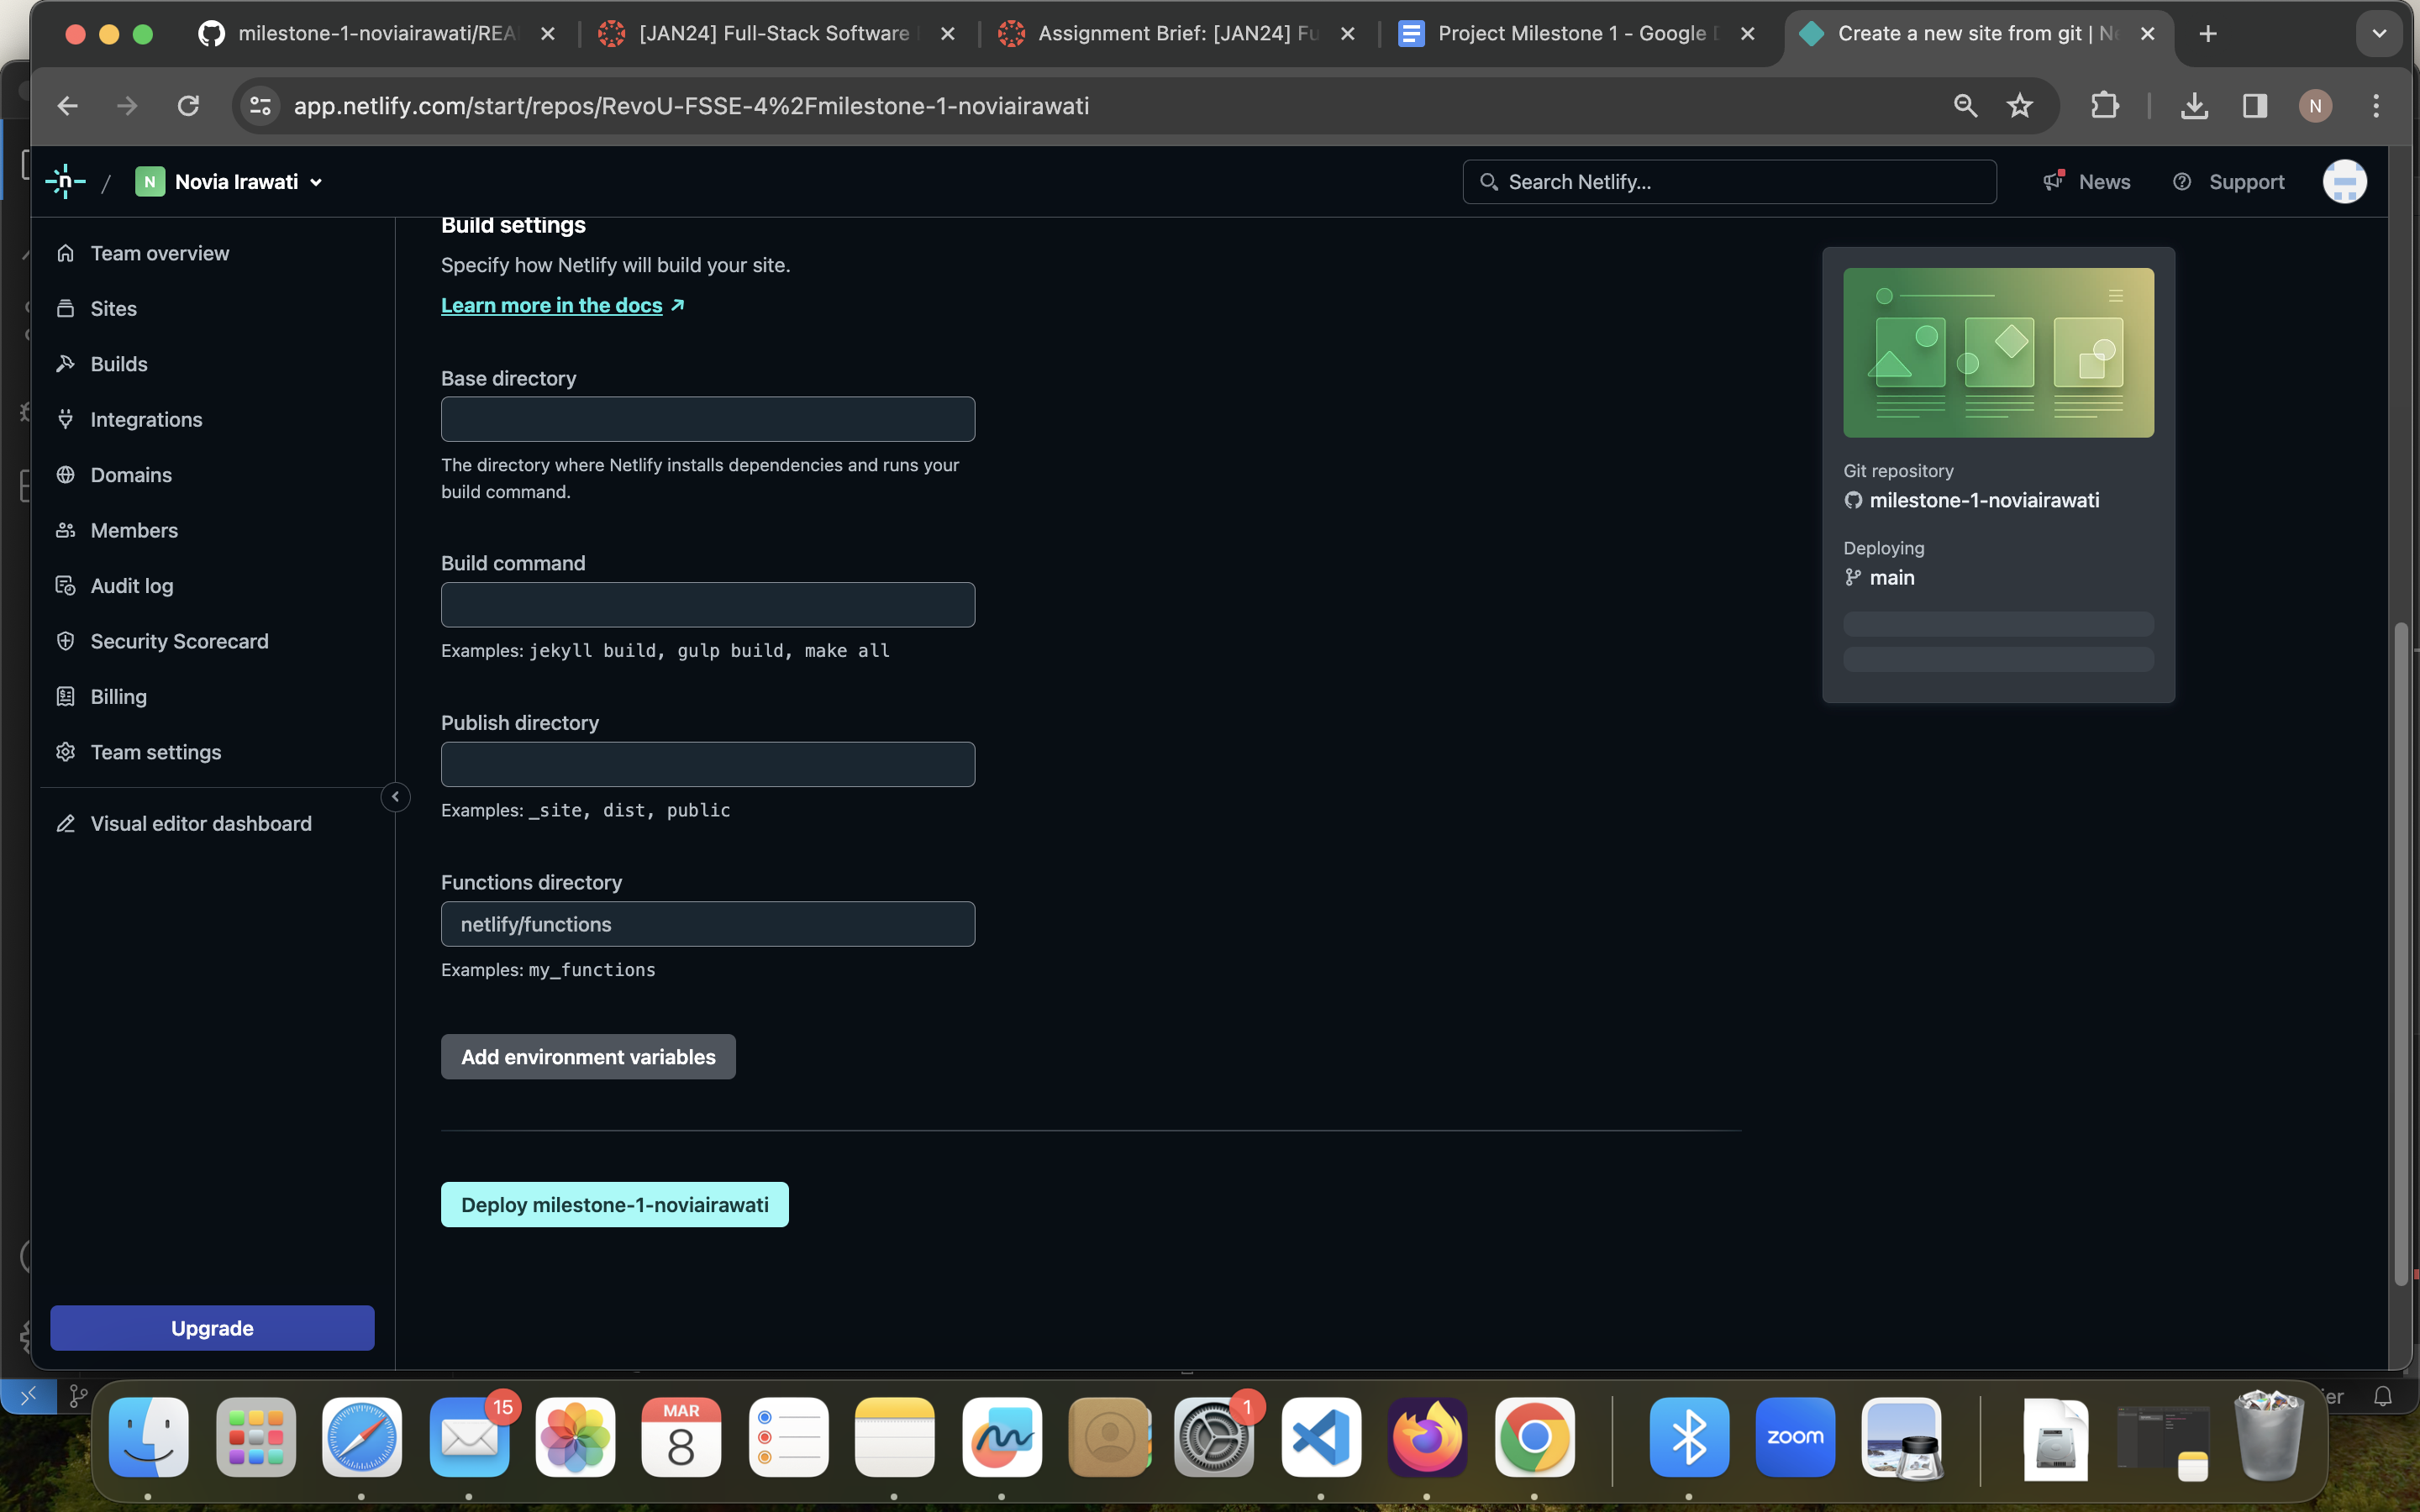 milestone-1-noviairawati/REA
[JAN24] Full-Stack Software
Assignment Brief: [JAN24] Fu
Project Milestone 1 - Google D
Create a new site from git | Ne
app.netlify.com/start/repos/RevoU-FSSE-4%2Fmilestone-1-noviairawati
N
n / N Novia Irawati
Search Netlify...
News
Support
Team overview
Sites
Builds
Integrations
Domains
Members
Audit log
Security Scorecard
Billing
Team settings
Visual editor dashboard
Upgrade
Build settings
Specify how Netlify will build your site.
Learn more in the docs
Base directory
The directory where Netlify installs dependencies and runs your
build command.
Build command
Examples: jekyll build, gulp build, make all
Publish directory
Examples: _site, dist, public
Functions directory
netlify/functions
Examples: my_functions
Add environment variables
Deploy milestone-1-noviairawati
Git repository
milestone-1-noviairawati
Deploying
main
15
MAR
8
1
zoom
ier